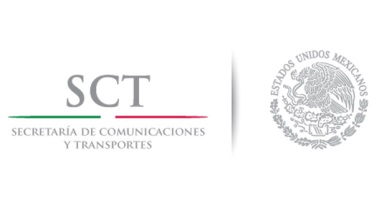 SCT
SECRETARÍA DE COMUNICACIONES
Y TRANSPORTES
ESTADOS UNIDOS MEXICANOS